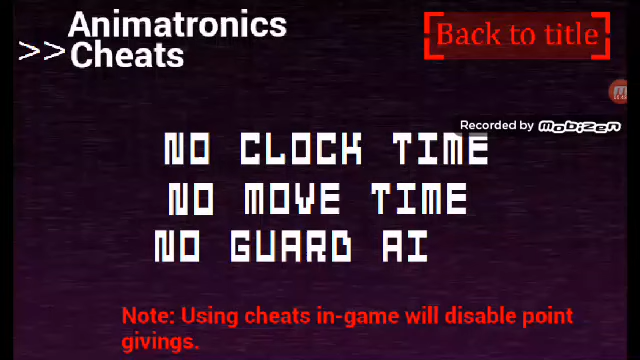 Animatronics
>>Cheats
Back to title
Recorded by mobizen
NO CLOCK TIME
NO MOVE TIME
NO GUARD AI
Note: Using cheats in-game will disable point
givings.